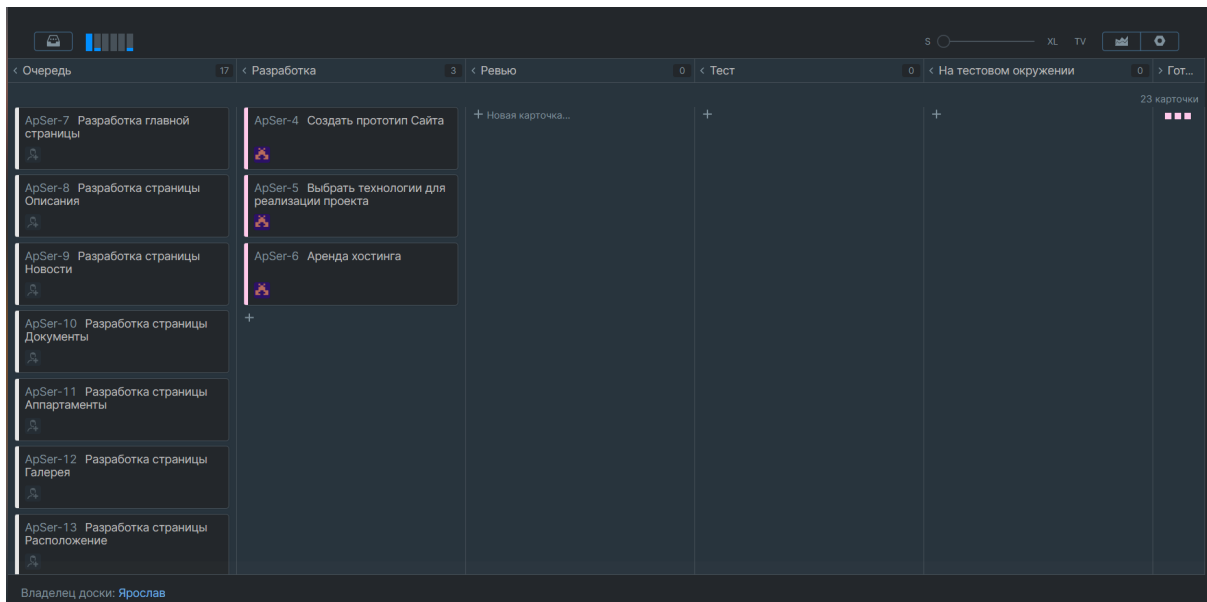 S XL TV
Очередь 17
Разработка 3
Ревью 0
Тест 0
На тестовом окружении 0
Гот...
23 карточки
ApSer-7 Разработка главной
страницы
ApSer-8 Разработка страницы
Описания
ApSer-9 Разработка страницы
Новости
ApSer-10 Разработка страницы
Документы
ApSer-11 Разработка страницы
Аппартаменты
ApSer-12 Разработка страницы
Галерея
ApSer-13 Разработка страницы
Расположение
ApSer-4 Создать прототип Сайта
ApSer-5 Выбрать технологии для
реализации проекта
ApSer-6 Аренда хостинга
+
+ Новая карточка...
+
+
Владелец доски: Ярослав